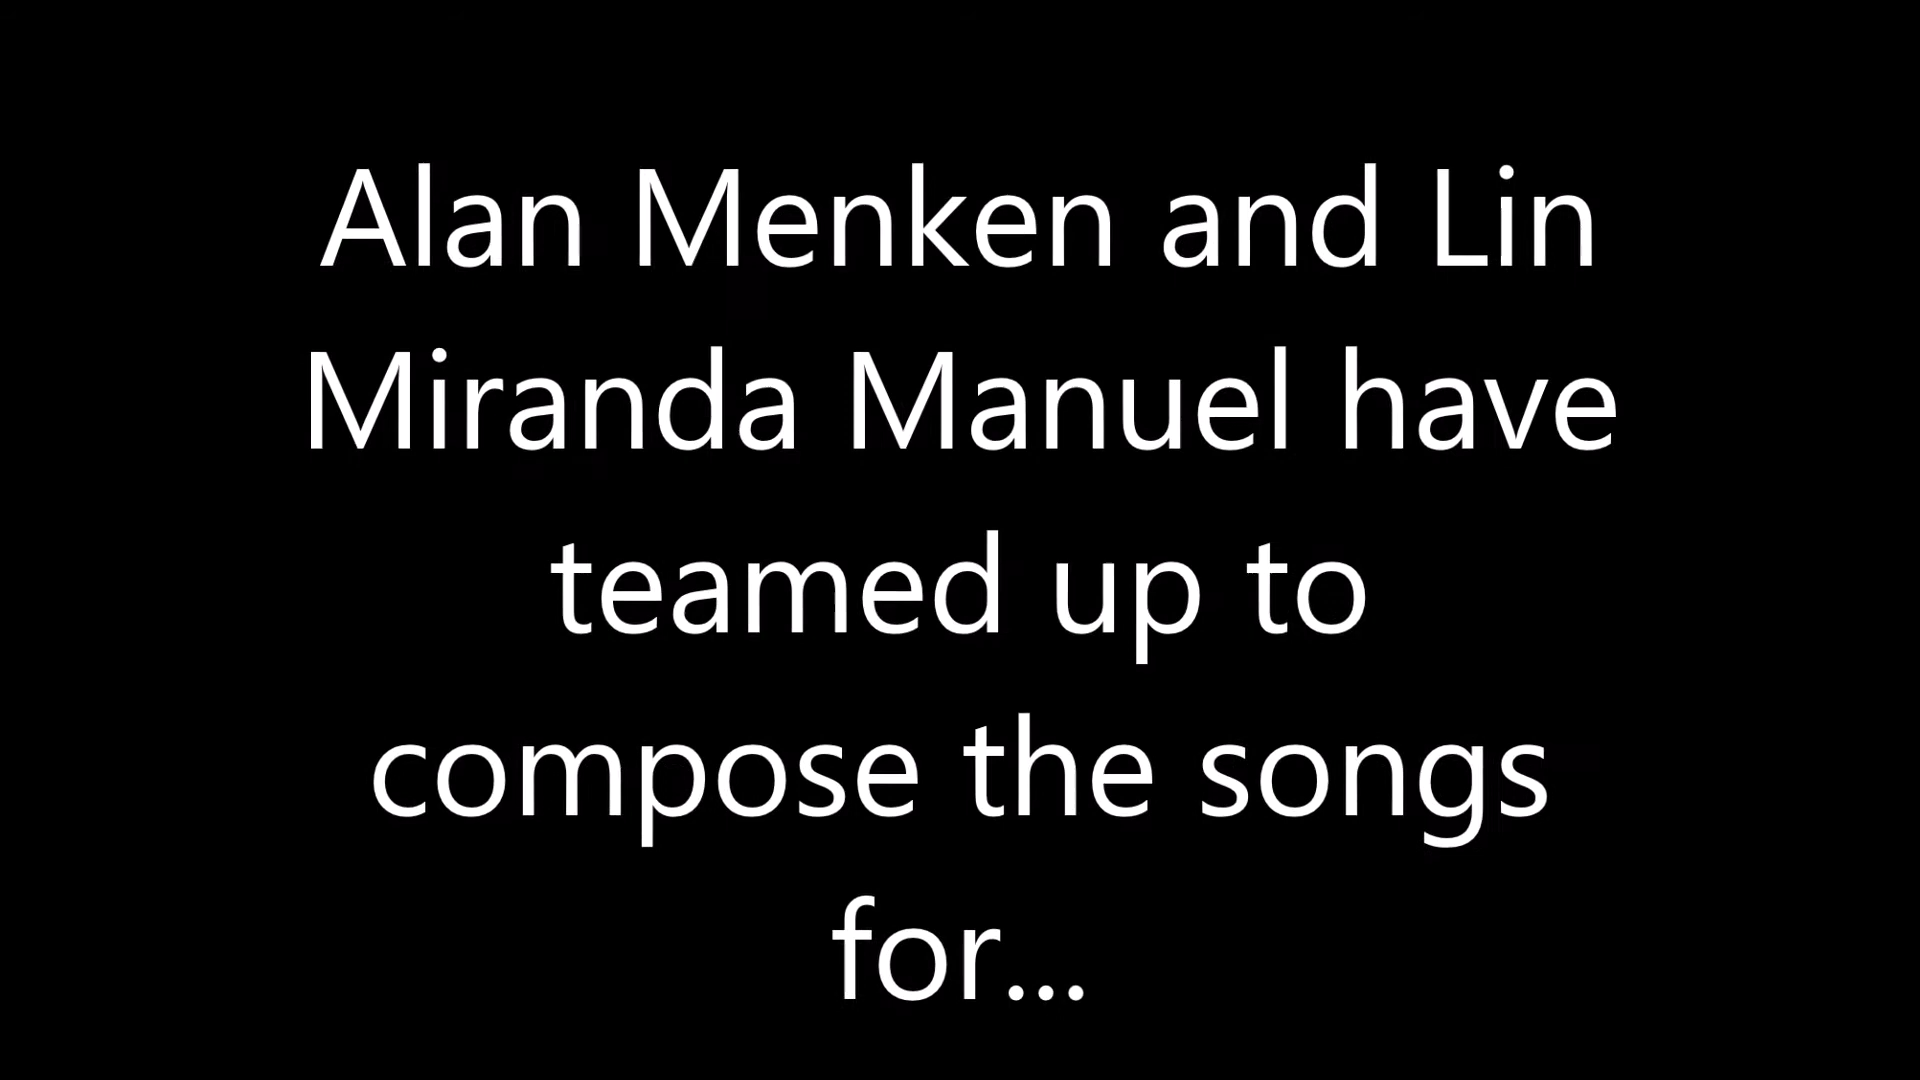 Alan Menken and Lin
Miranda Manuel have
teamed up to
compose the songs
for...